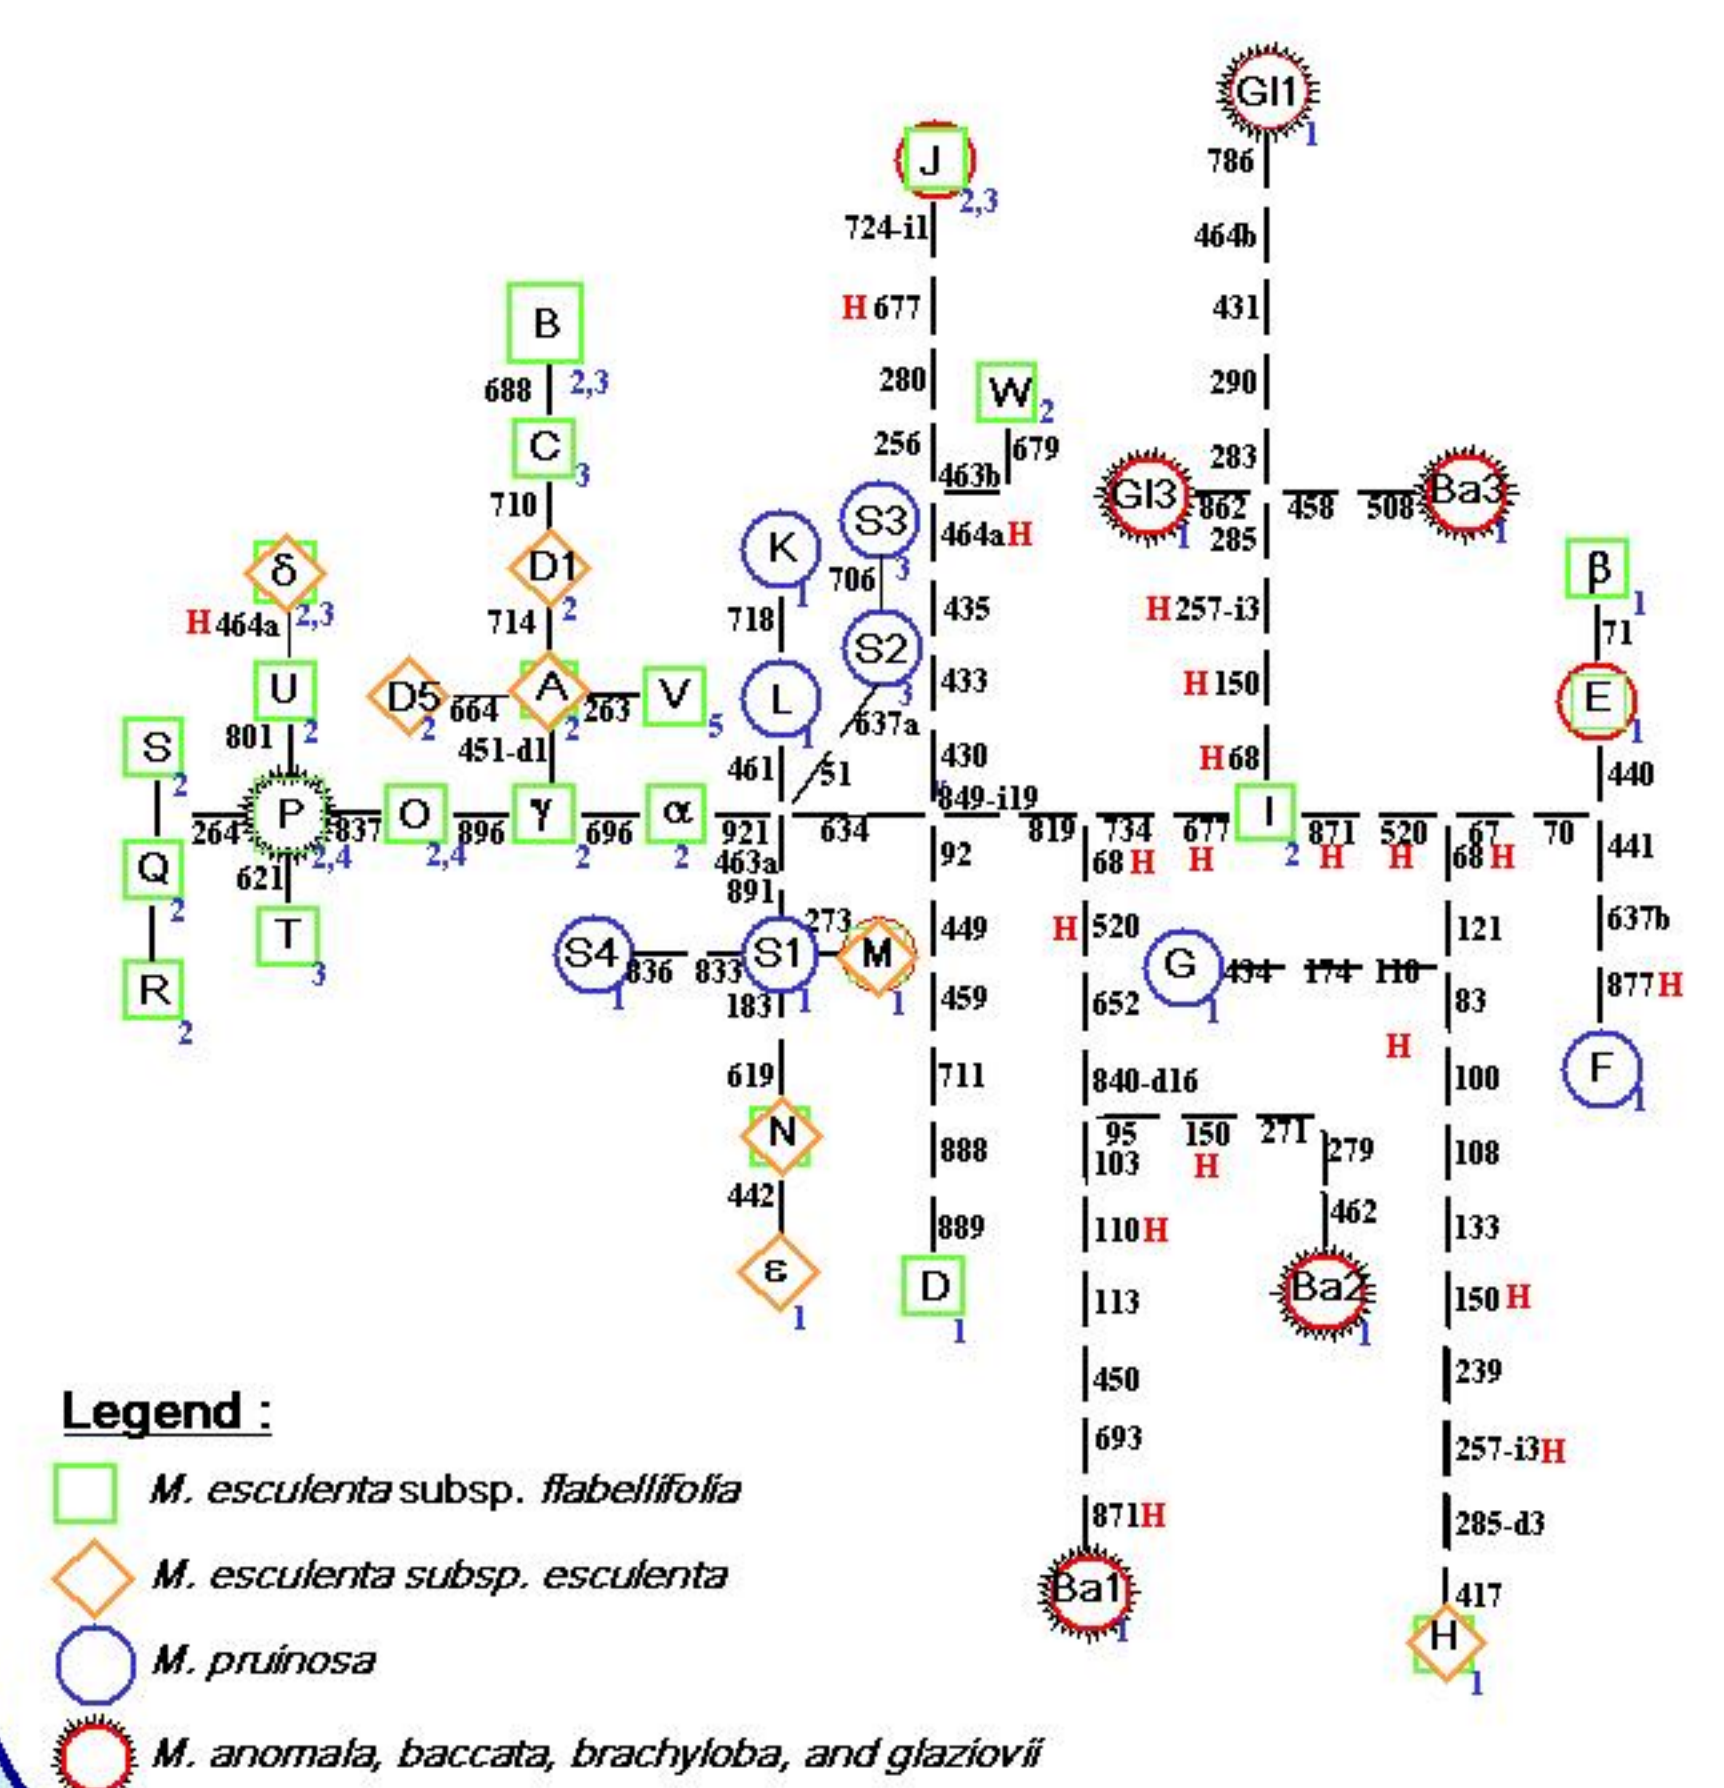 Gl1
1
786
J
2,3
724-i1
464b
H 677
431
B
2,3
688
280
290
W
2
679
C
3
256
463b
283
710
S3
3
464aH
Gl3
1
862
285
458
508
Ba3
1
K
1
δ
2,3
D1
2
706
β
1
H 464a
714
718
435
H 257-i3
71
S2
3
U
2
D5
2
664
A
2
263
V
5
L
1
433
H 150
E
1
S
2
801
451-d1
637a
461
51
430
H 68
440
849-i19
264
P
2,4
837
O
2,4
896
γ
2
696
α
2
921
634
819
734
677
H
I
2
871
H
520
H
67
70
463a
92
68 H
68 H
441
Q
2
621
891
T
3
273
449
H 520
121
637b
S4
1
836
833
S1
1
M
1
G
1
434
174
110
R
2
183
459
652
83
877H
H
619
711
840-d16
100
F
1
N
95
150
H
271
888
103
279
108
442
889
110H
462
133
ε
1
D
1
113
Ba2
1
150 H
450
239
Legend :
693
257-i3H
M. esculenta subsp. flabellifolia
871H
285-d3
M. esculenta subsp. esculenta
Ba1
1
417
H
1
M. pruinosa
M. anomala, baccata, brachyloba, and glaziovii